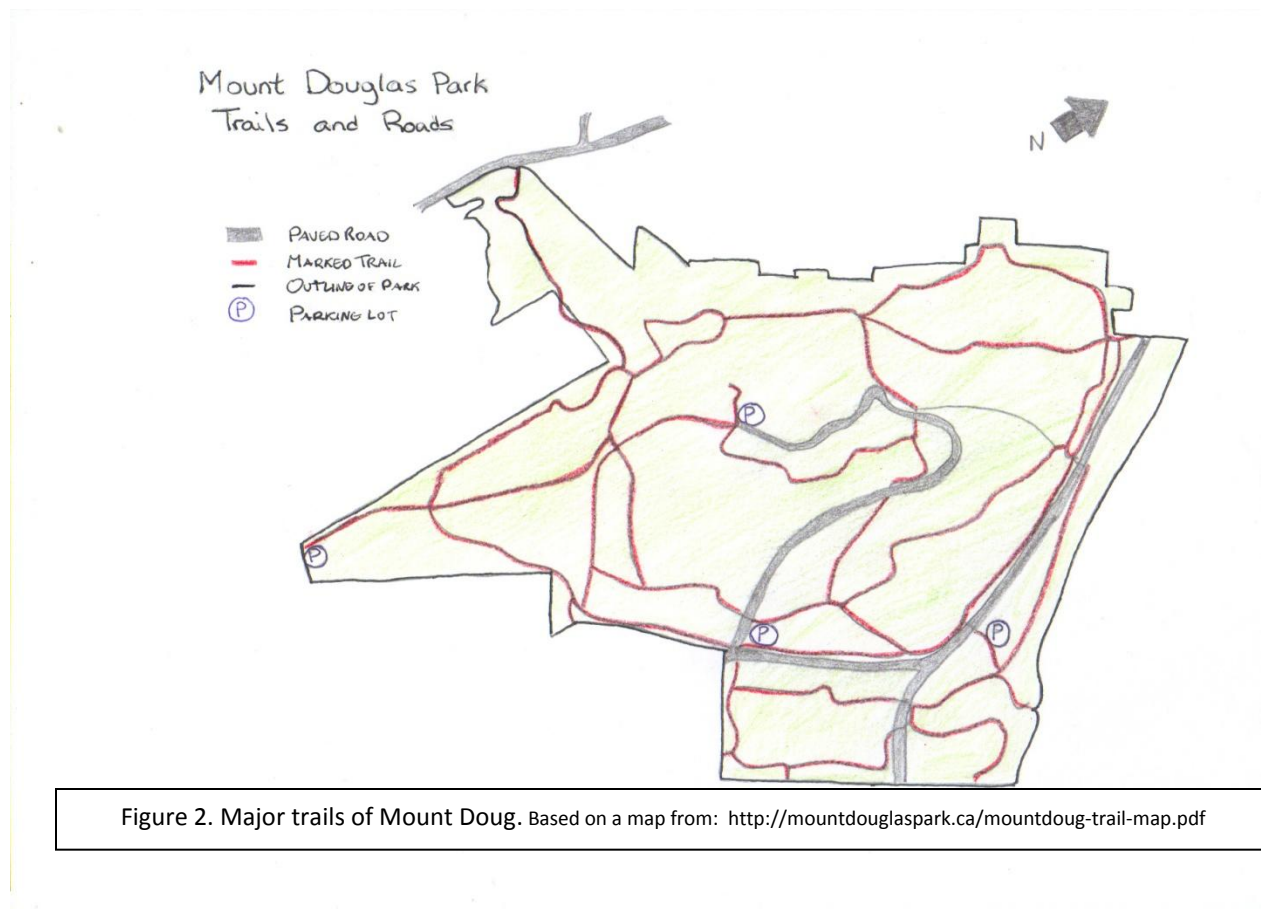 Mount Douglas Park
Trails and Roads
N
PAVED ROAD
MARKED TRAIL
OUTLINE OF PARK
P PARKING LOT
P
P
P
P
Figure 2. Major trails of Mount Doug. Based on a map from: http://mountdouglaspark.ca/mountdoug-trail-map.pdf